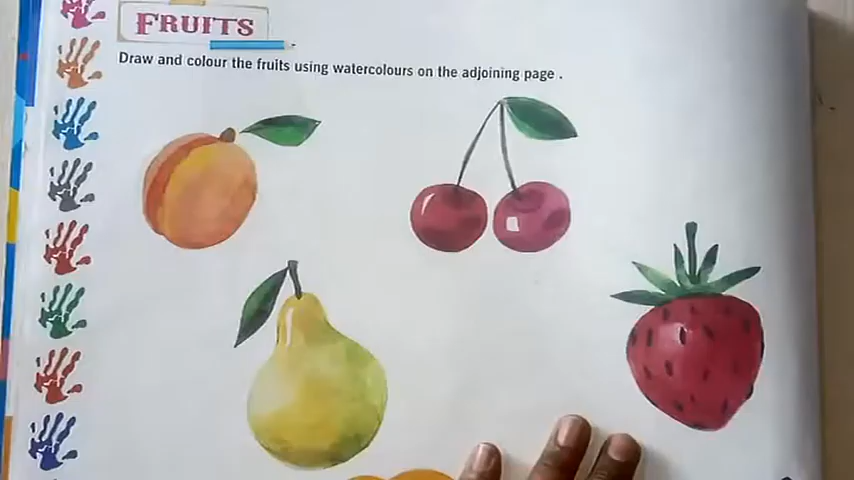 FRUITS
Draw and colour the fruits using watercolours on the adjoining page .